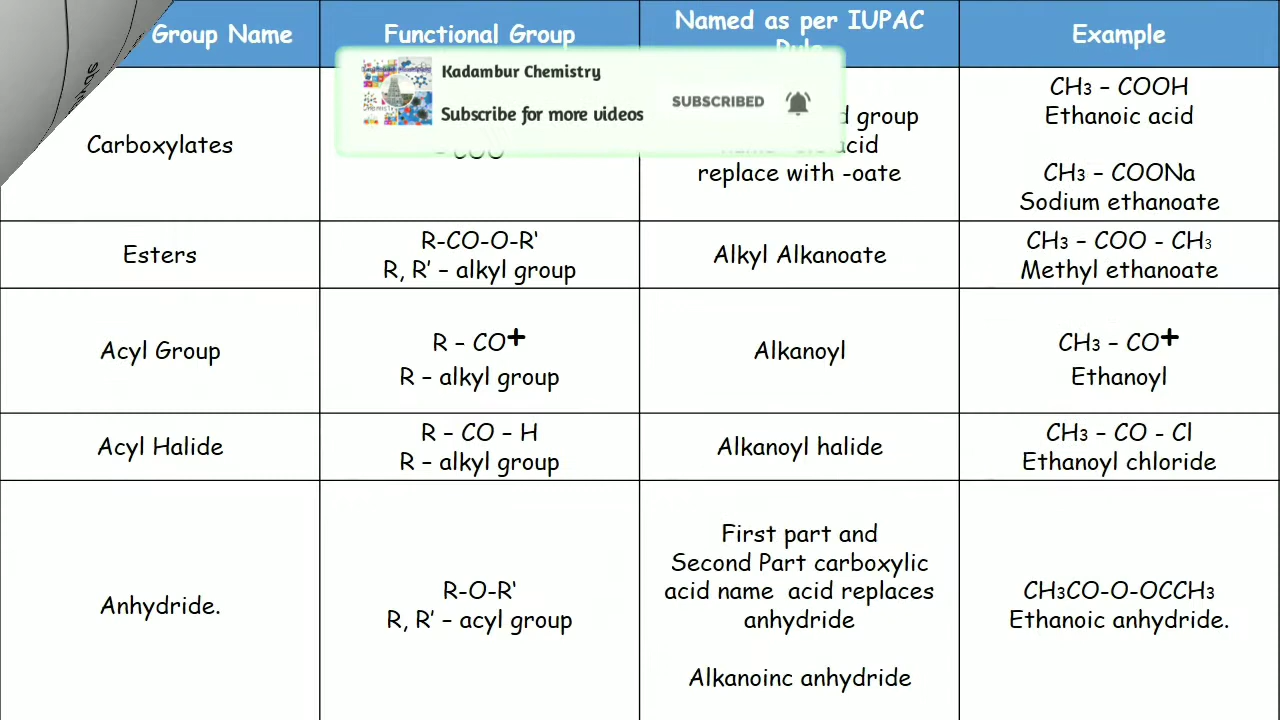 Group Name
Functional Group
Named as per IUPAC
Rule
Example
Kadambur Chemistry
Subscribe for more videos
SUBSCRIBED
Carboxylates
group
acid
replace with -oate
CH₃ – COOH
Ethanoic acid
CH₃ – COONa
Sodium ethanoate
Esters
R-CO-O-R'
R, R' – alkyl group
Alkyl Alkanoate
CH₃ – COO - CH₃
Methyl ethanoate
Acyl Group
R – CO+
R – alkyl group
Alkanoyl
CH₃ – CO+
Ethanoyl
Acyl Halide
R – CO – H
R – alkyl group
Alkanoyl halide
CH₃ – CO - Cl
Ethanoyl chloride
Anhydride.
R-O-R'
R, R' – acyl group
First part and
Second Part carboxylic
acid name acid replaces
anhydride
Alkanoinc anhydride
CH₃CO-O-OCCH₃
Ethanoic anhydride.